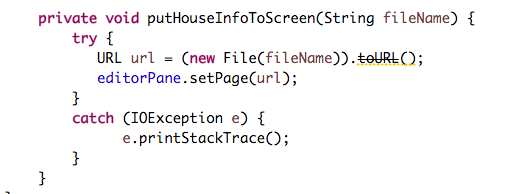 private void putHouseInfoToScreen(String fileName) {
try {
URL url = (new File(fileName)).toURL();
editorPane.setPage(url);
}
catch (IOException e) {
e.printStackTrace();
}
}